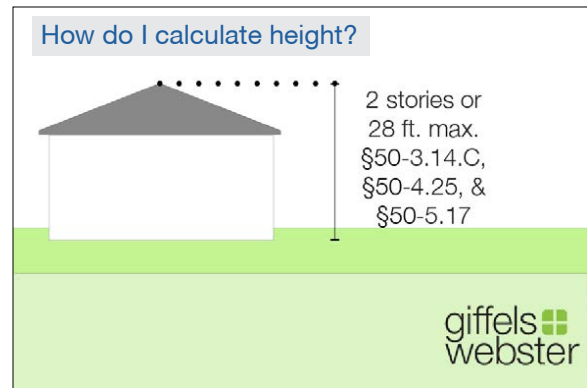 How do I calculate height?
2 stories or
28 ft. max.
§50-3.14.C,
§50-4.25, &
§50-5.17
giffels
webster